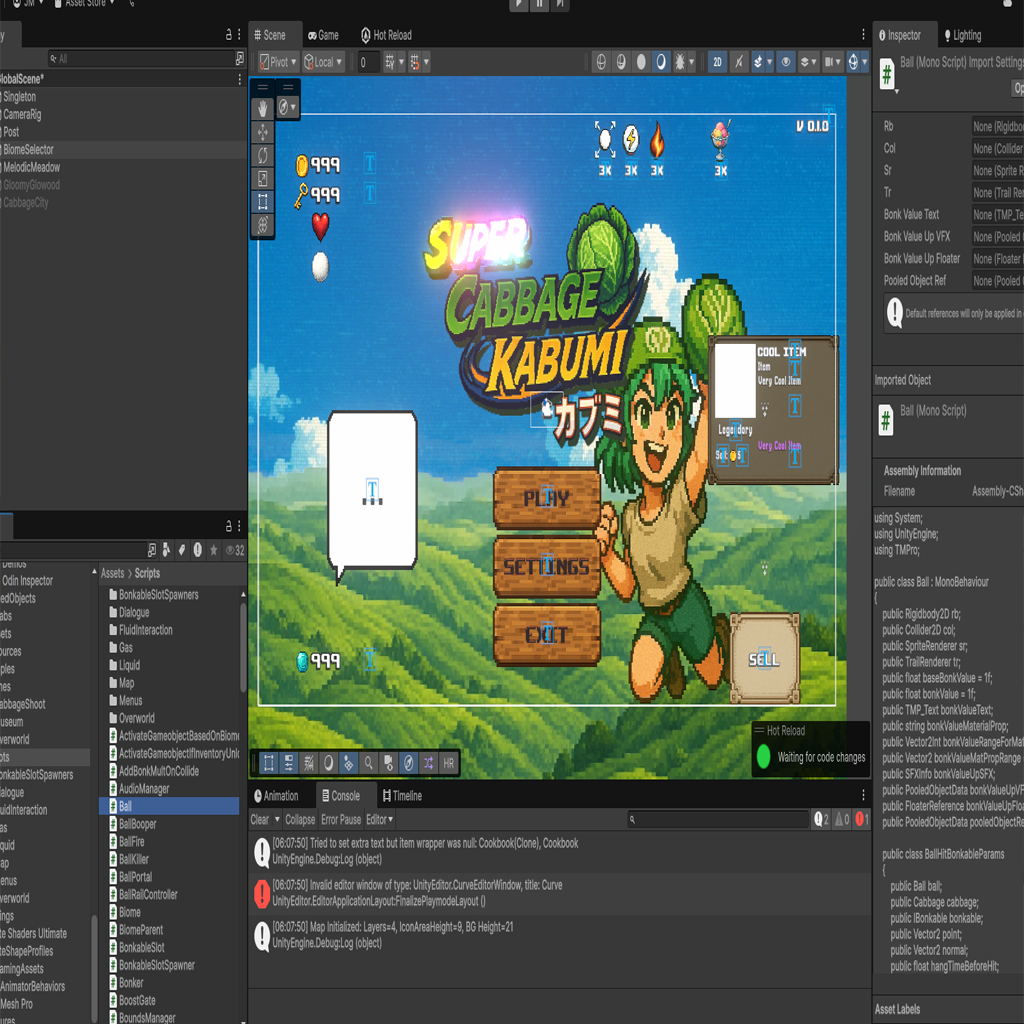 JM
Asset Store
All
GlobalScene*
Singleton
CameraRig
Post
BiomeSelector
MelodicMeadow
GloomyGlowood
CabbageCity
Scene
Game
Hot Reload
Pivot
Local
0
2D
V 0.1.0
999
999
3X
3X
3X
3X
SUPER
CABBAGE
KABUMI
カブミ
T
...
PLAY
SETTINGS
EXIT
999
COOL ITEM
Item
Very Cool Item
Legendary
Very Cool Item
Sell: 5
SELL
Hot Reload
Waiting for code changes
HR
Inspector
Lighting
Ball (Mono Script) Import Settings
Op
Rb
None (Rigidbod
Col
None (Collider
Sr
None (Sprite R
Tr
None (Trail Ren
Bonk Value Text
None (TMP_Te
Bonk Value Up VFX
None (Pooled
Bonk Value Up Floater
None (Floater
Pooled Object Ref
None (Pooled
Default references will only be applied in
Imported Object
Ball (Mono Script)
Assembly Information
Filename
Assembly-CSha
using System;
using UnityEngine;
using TMPro;
public class Ball : MonoBehaviour
{
public Rigidbody2D rb;
public Collider2D col;
public SpriteRenderer sr;
public TrailRenderer tr;
public float baseBonkValue = 1f;
public float bonkValue = 1f;
public TMP_Text bonkValueText;
public string bonkValueMaterialProp;
public Vector2Int bonkValueRangeForMat
public Vector2 bonkValueMatPropRange
public SFXInfo bonkValueUpSFX;
public PooledObjectData bonkValueUpVF
public FloaterReference bonkValueUpFloa
public PooledObjectData pooledObjectRe
public class BallHitBonkableParams
{
public Ball ball;
public Cabbage cabbage;
public IBonkable bonkable;
public Vector2 point;
public Vector2 normal;
public float hangTimeBeforeHit;
Asset Labels
32
Demos
Odin Inspector
edObjects
abs
sets
ources
ples
nes
abbageShoot
useum
verworld
pts
onkableSlotSpawners
ialogue
uidInteraction
as
quid
ap
enus
verworld
ings
te Shaders Ultimate
teShapeProfiles
amingAssets
AnimatorBehaviors
Mesh Pro
ures
Assets > Scripts
BonkableSlotSpawners
Dialogue
FluidInteraction
Gas
Liquid
Map
Menus
Overworld
ActivateGameobjectBasedOnBiome
ActivateGameobjectIfInventoryUnlo
AddBonkMultOnCollide
AudioManager
Ball
BallBooper
BallFire
BallKiller
BallPortal
BallRailController
Biome
BiomeParent
BonkableSlot
BonkableSlotSpawner
Bonker
BoostGate
BoundsManager
Animation
Console
Timeline
Clear
Collapse
Error Pause
Editor
2
0
1
[06:07:50] Tried to set extra text but item wrapper was null: Cookbook(Clone), Cookbook
UnityEngine.Debug:Log (object)
[06:07:50] Invalid editor window of type: UnityEditor.CurveEditorWindow, title: Curve
UnityEditor.EditorApplicationLayout:FinalizePlaymodeLayout ()
[06:07:50] Map Initialized: Layers=4, IconAreaHeight=9, BG Height=21
UnityEngine.Debug:Log (object)